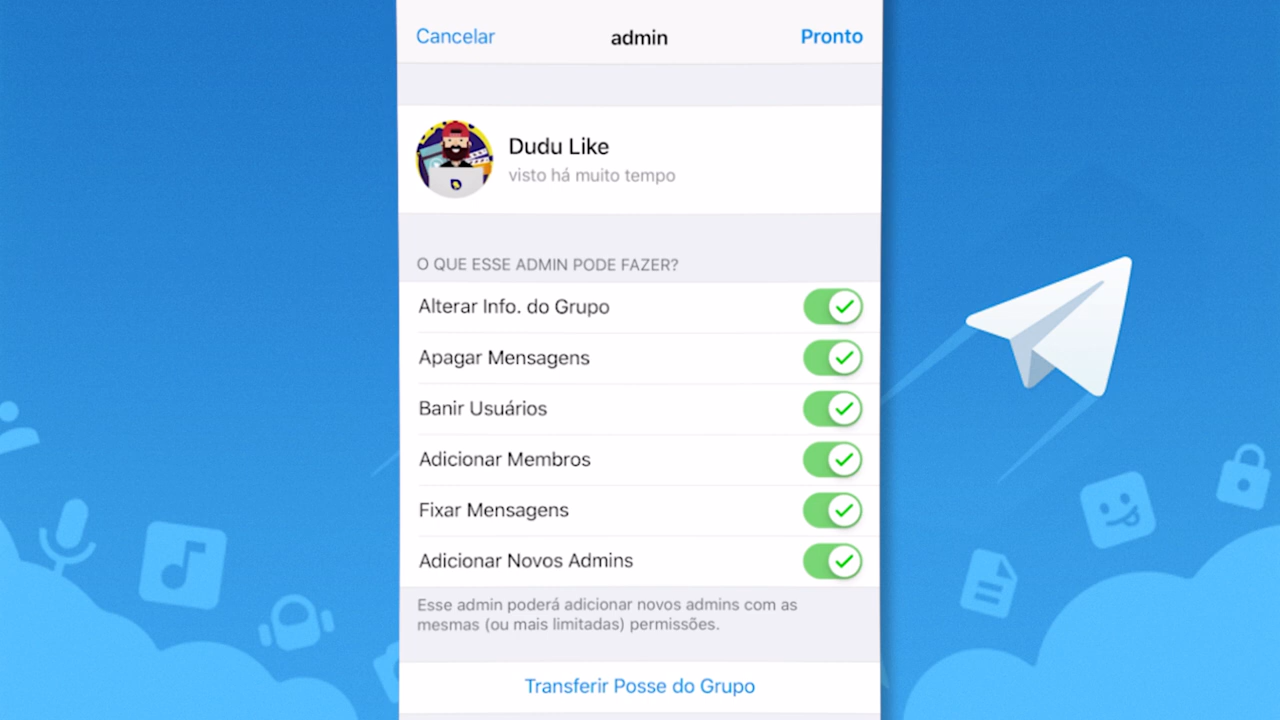 Cancelar admin Pronto
Dudu Like
visto há muito tempo
O QUE ESSE ADMIN PODE FAZER?
Alterar Info. do Grupo
Apagar Mensagens
Banir Usuários
Adicionar Membros
Fixar Mensagens
Adicionar Novos Admins
Esse admin poderá adicionar novos admins com as
mesmas (ou mais limitadas) permissões.
Transferir Posse do Grupo